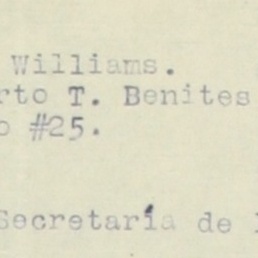 Williams.
rto T. Benites
o #25.
Secretaría de